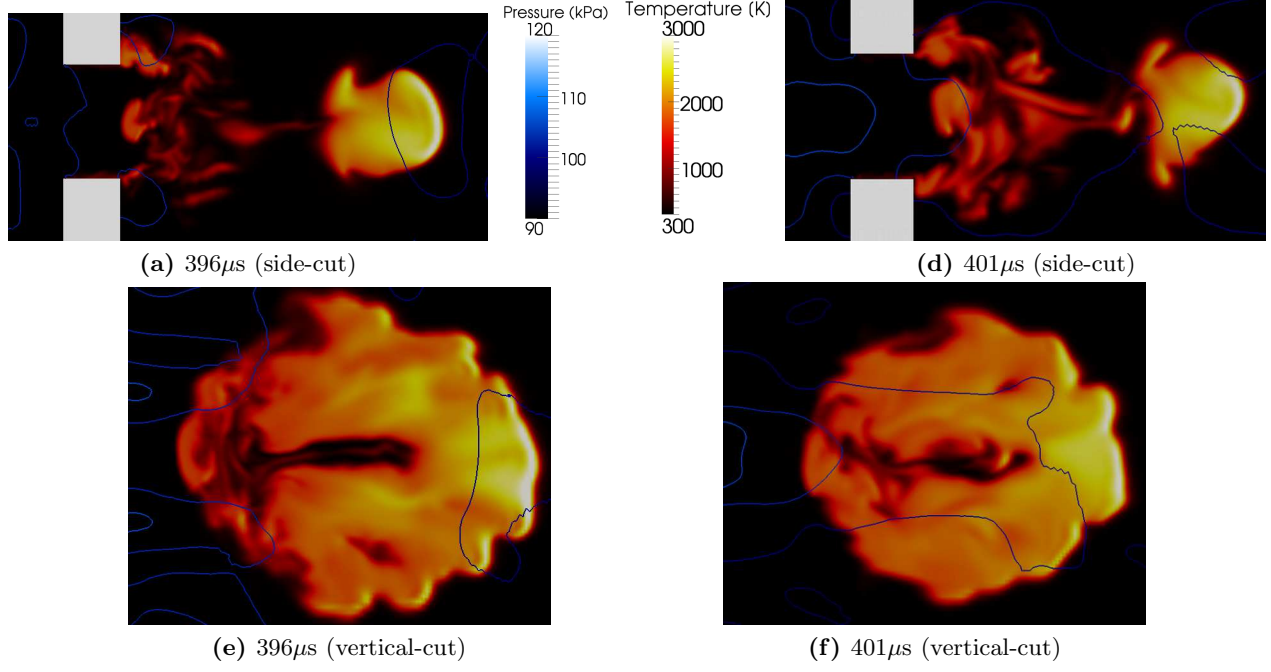 Pressure (kPa)
120
110
100
90
Temperature (K)
3000
2000
1000
300
(a) 396μs (side-cut)
(d) 401μs (side-cut)
(e) 396μs (vertical-cut)
(f) 401μs (vertical-cut)